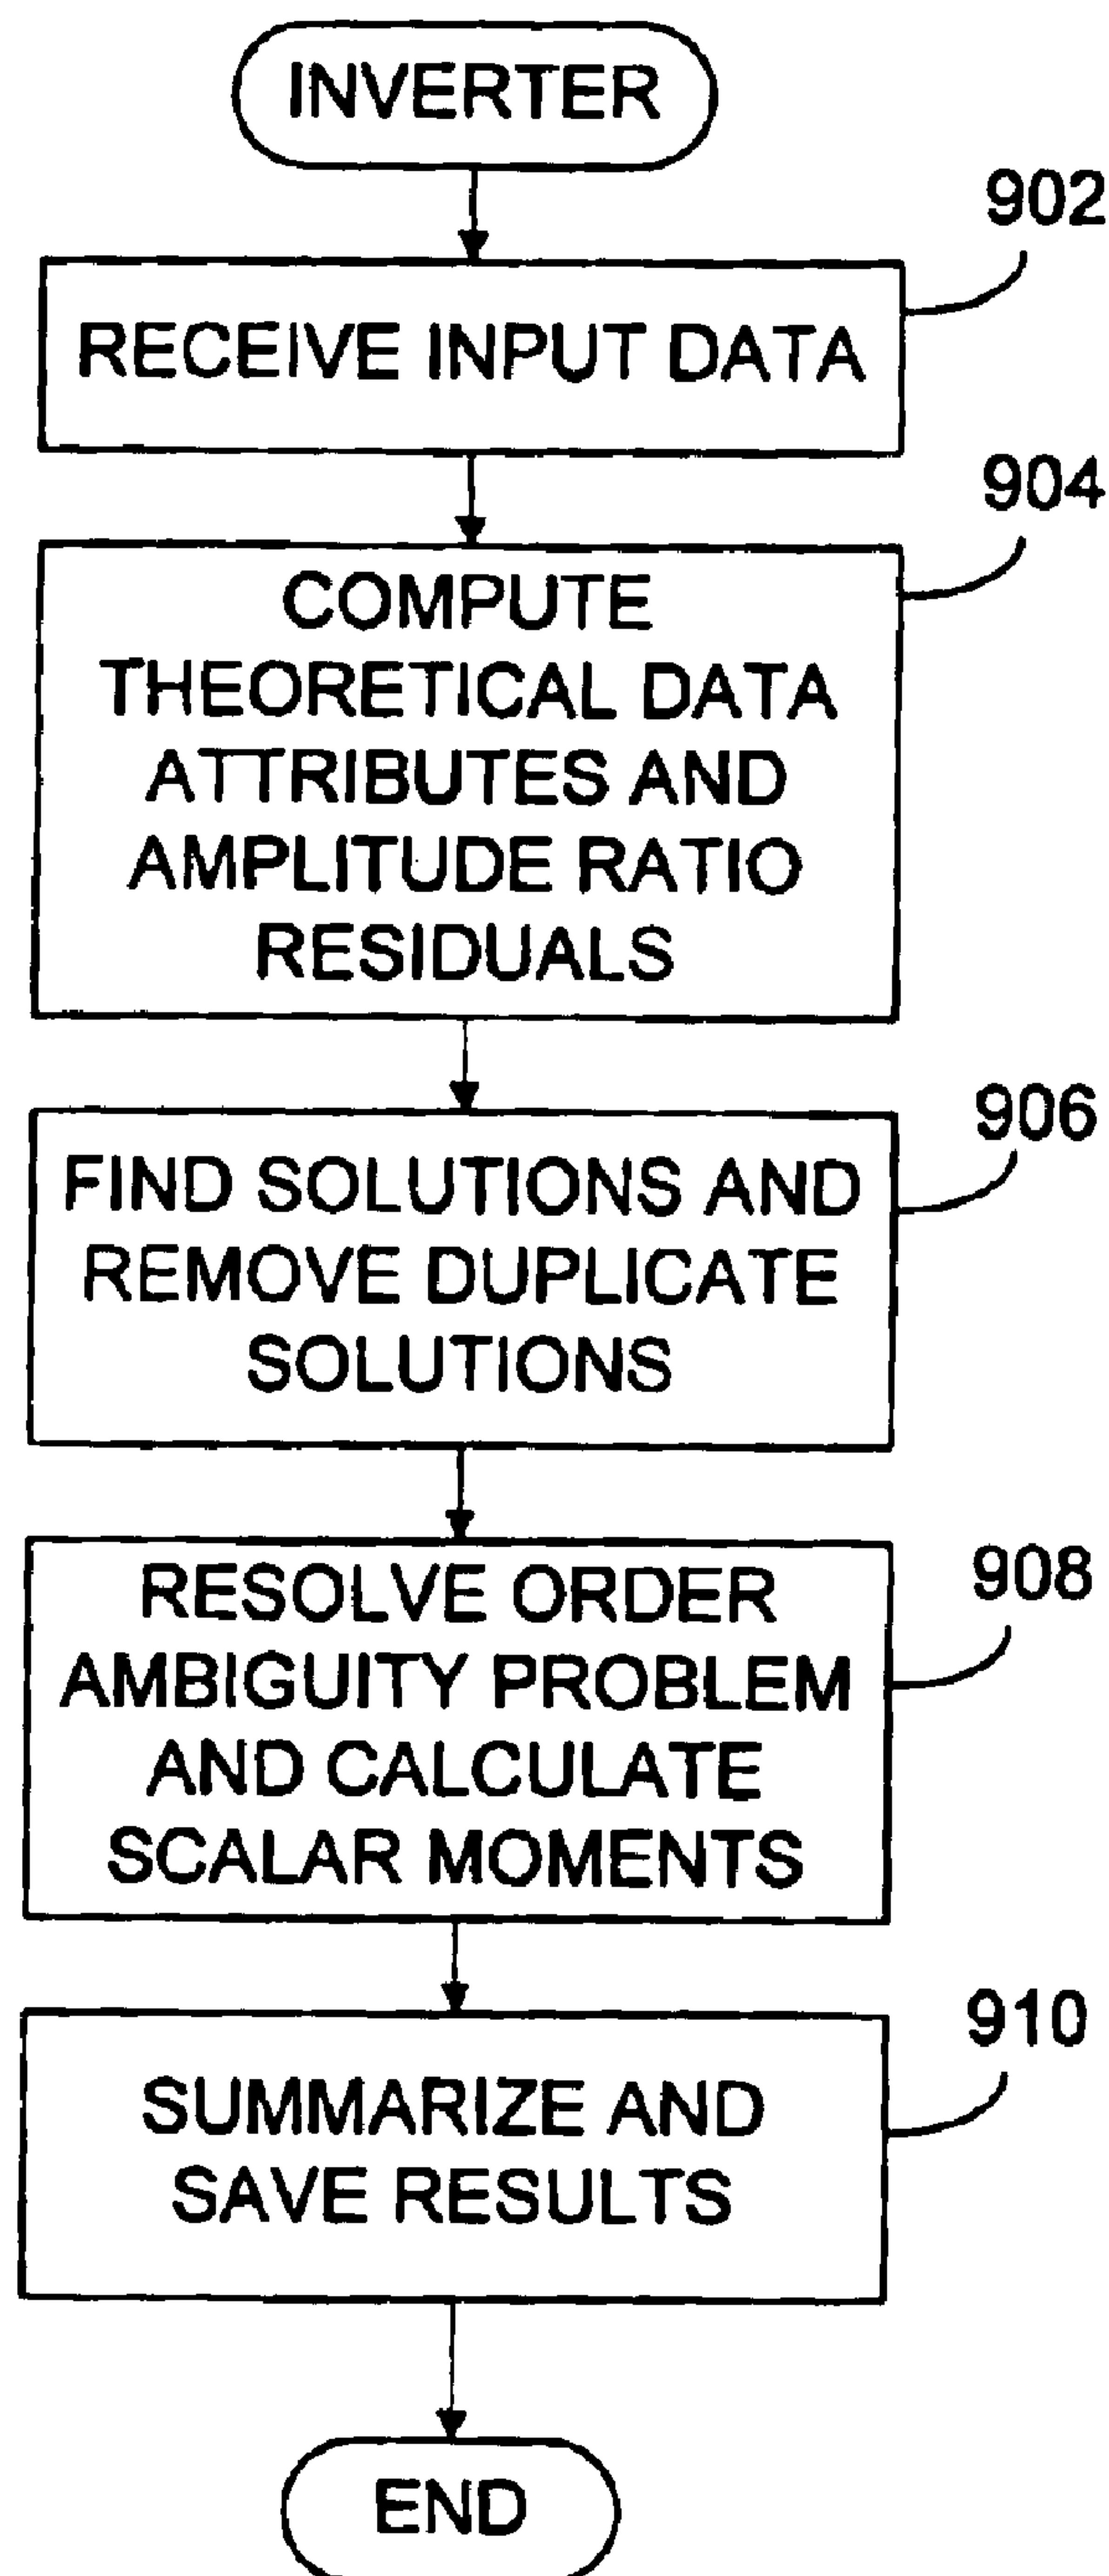 INVERTER
902
RECEIVE INPUT DATA
904
COMPUTE
THEORETICAL DATA
ATTRIBUTES AND
AMPLITUDE RATIO
RESIDUALS
906
FIND SOLUTIONS AND
REMOVE DUPLICATE
SOLUTIONS
908
RESOLVE ORDER
AMBIGUITY PROBLEM
AND CALCULATE
SCALAR MOMENTS
910
SUMMARIZE AND
SAVE RESULTS
END